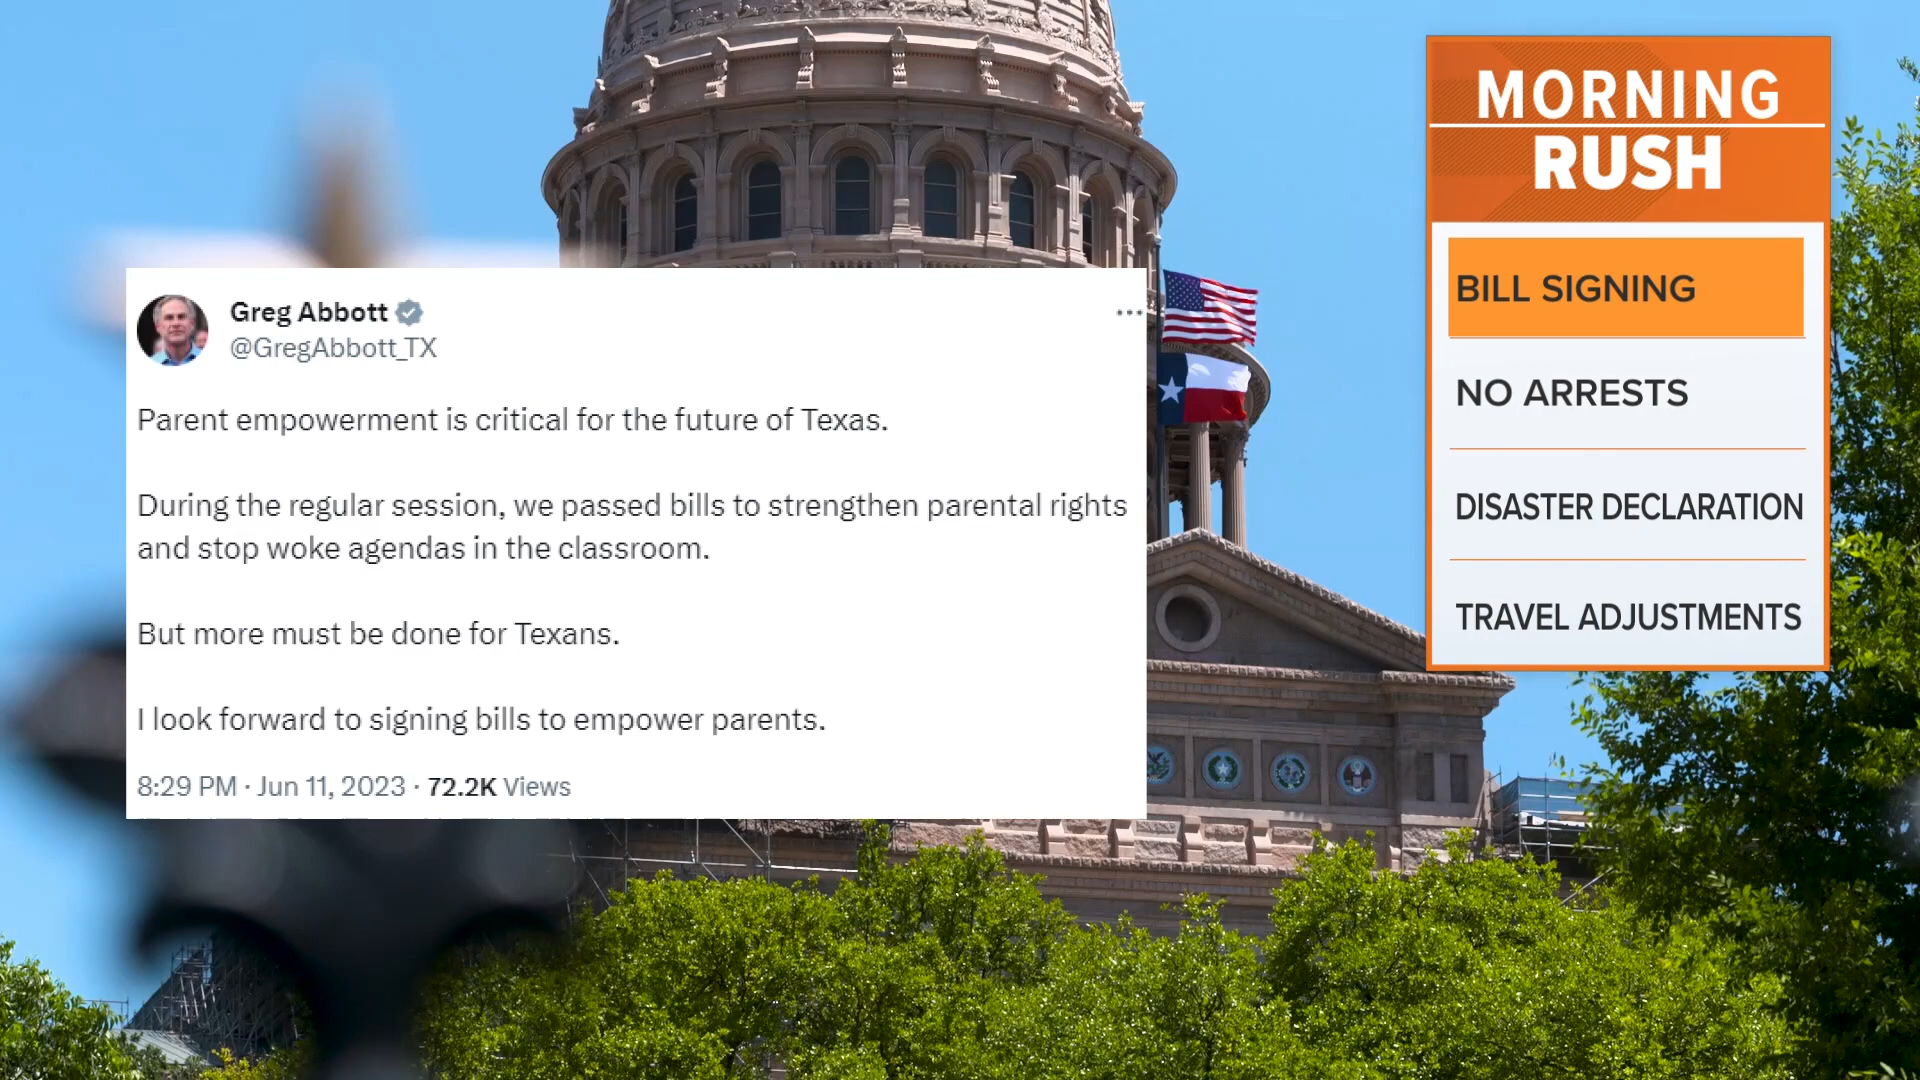 Greg Abbott
@GregAbbott_TX
Parent empowerment is critical for the future of Texas.
During the regular session, we passed bills to strengthen parental rights
and stop woke agendas in the classroom.
But more must be done for Texans.
I look forward to signing bills to empower parents.
8:29 PM · Jun 11, 2023 · 72.2K Views
MORNING
RUSH
BILL SIGNING
NO ARRESTS
DISASTER DECLARATION
TRAVEL ADJUSTMENTS